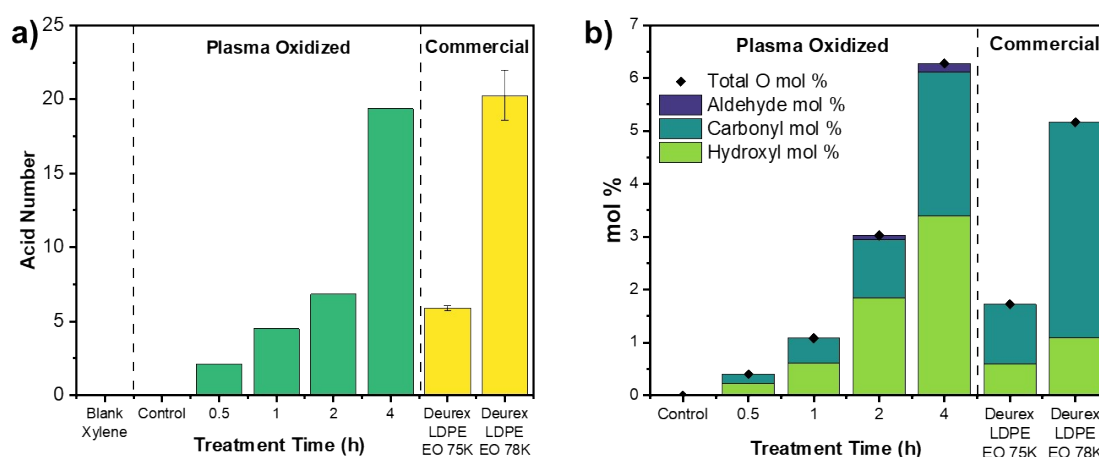 a)
25
20
15
10
5
0
Acid Number
Plasma Oxidized
Commercial
Blank
Xylene
Control
0.5
1
2
4
Deurex
LDPE
EO 75K
Deurex
LDPE
EO 78K
Treatment Time (h)
b)
7
6
5
4
3
2
1
0
mol %
Plasma Oxidized
Commercial
Total O mol %
Aldehyde mol %
Carbonyl mol %
Hydroxyl mol %
Control
0.5
1
2
4
Deurex
LDPE
EO 75K
Deurex
LDPE
EO 78K
Treatment Time (h)